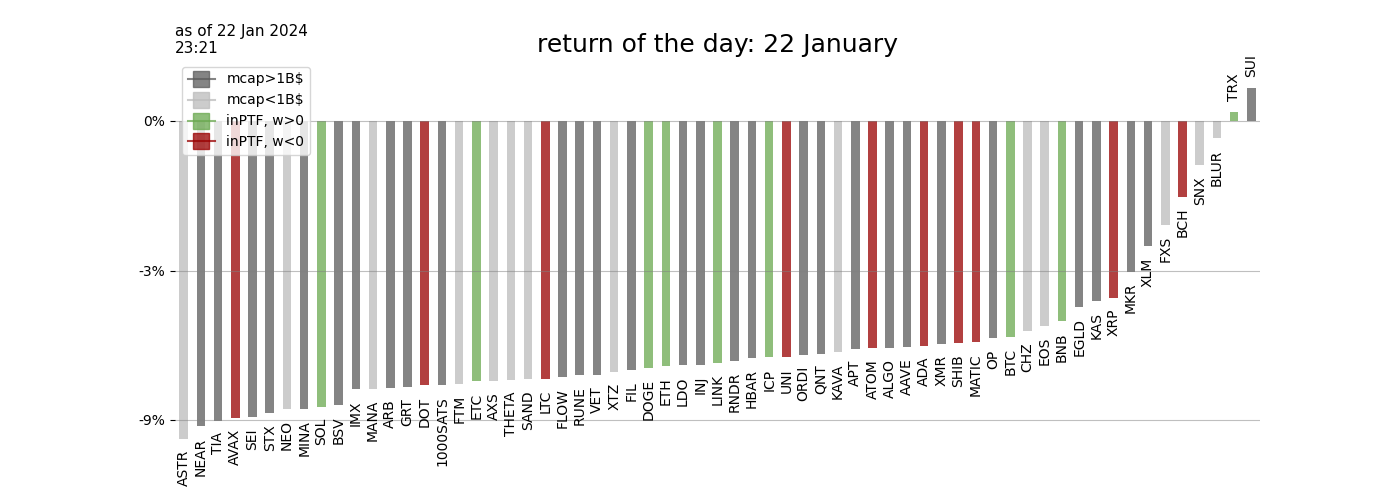 as of 22 Jan 2024
23:21
return of the day: 22 January
mcap>1B$
mcap<1B$
inPTF, w>0
inPTF, w<0
0%
-3%
-9%
ASTR
NEAR
TIA
AVAX
SEI
STX
NEO
MINA
SOL
BSV
IMX
MANA
ARB
GRT
DOT
1000SATS
FTM
ETC
AXS
THETA
SAND
LTC
FLOW
RUNE
VET
XTZ
FIL
DOGE
ETH
LDO
INJ
LINK
RNDR
HBAR
ICP
UNI
ORDI
QNT
KAVA
APT
ATOM
ALGO
AAVE
ADA
XMR
SHIB
MATIC
OP
BTC
CHZ
EOS
BNB
EGLD
KAS
XRP
MKR
XLM
FXS
BCH
SNX
BLUR
TRX
SUI